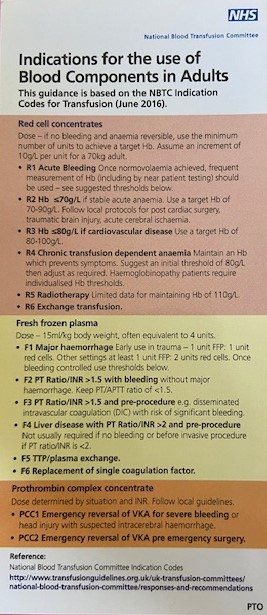 NHS
National Blood Transfusion Committee
Indications for the use of
Blood Components in Adults
This guidance is based on the NBTC Indication
Codes for Transfusion (June 2016).
Red cell concentrates
Dose – if no bleeding and anaemia reversible, use the minimum
number of units to achieve a target Hb. Assume an increment of
10g/L per unit for a 70kg adult.
• R1 Acute Bleeding Once normovolaemia achieved, frequent
measurement of Hb (including by near patient testing) should
be used – see suggested thresholds below.
• R2 Hb ≤70g/l if stable acute anaemia. Use a target Hb of
70-90g/L. Follow local protocols for post cardiac surgery,
traumatic brain injury, acute cerebral ischaemia.
• R3 Hb ≤80g/l if cardiovascular disease Use a target Hb of
80-100g/L.
• R4 Chronic transfusion dependent anaemia Maintain an Hb
which prevents symptoms. Suggest an initial threshold of 80g/L
then adjust as required. Haemoglobinopathy patients require
individualised Hb thresholds.
• R5 Radiotherapy Limited data for maintaining Hb of 110g/L.
• R6 Exchange transfusion.
Fresh frozen plasma
Dose – 15ml/kg body weight, often equivalent to 4 units.
• F1 Major haemorrhage Early use in trauma – 1 unit FFP: 1 unit
red cells. Other settings at least 1 unit FFP: 2 units red cells. Once
bleeding controlled use thresholds below.
• F2 PT Ratio/INR >1.5 with bleeding without major
haemorrhage. Keep PT/APTT ratio of <1.5.
• F3 PT Ratio/INR >1.5 and pre-procedure e.g. disseminated
intravascular coagulation (DIC) with risk of significant bleeding.
• F4 Liver disease with PT Ratio/INR >2 and pre-procedure
Not usually required if no bleeding or before invasive procedure
if PT ratio/INR is <2.
• F5 TTP/plasma exchange.
• F6 Replacement of single coagulation factor.
Prothrombin complex concentrate
Dose determined by situation and INR. Follow local guidelines.
• PCC1 Emergency reversal of VKA for severe bleeding or
head injury with suspected intracerebral haemorrhage.
• PCC2 Emergency reversal of VKA pre emergency surgery.
Reference:
National Blood Transfusion Committee Indication Codes
http://www.transfusionguidelines.org.uk/uk-transfusion-committees/
national-blood-transfusion-committee/responses-and-recommendations
PTO